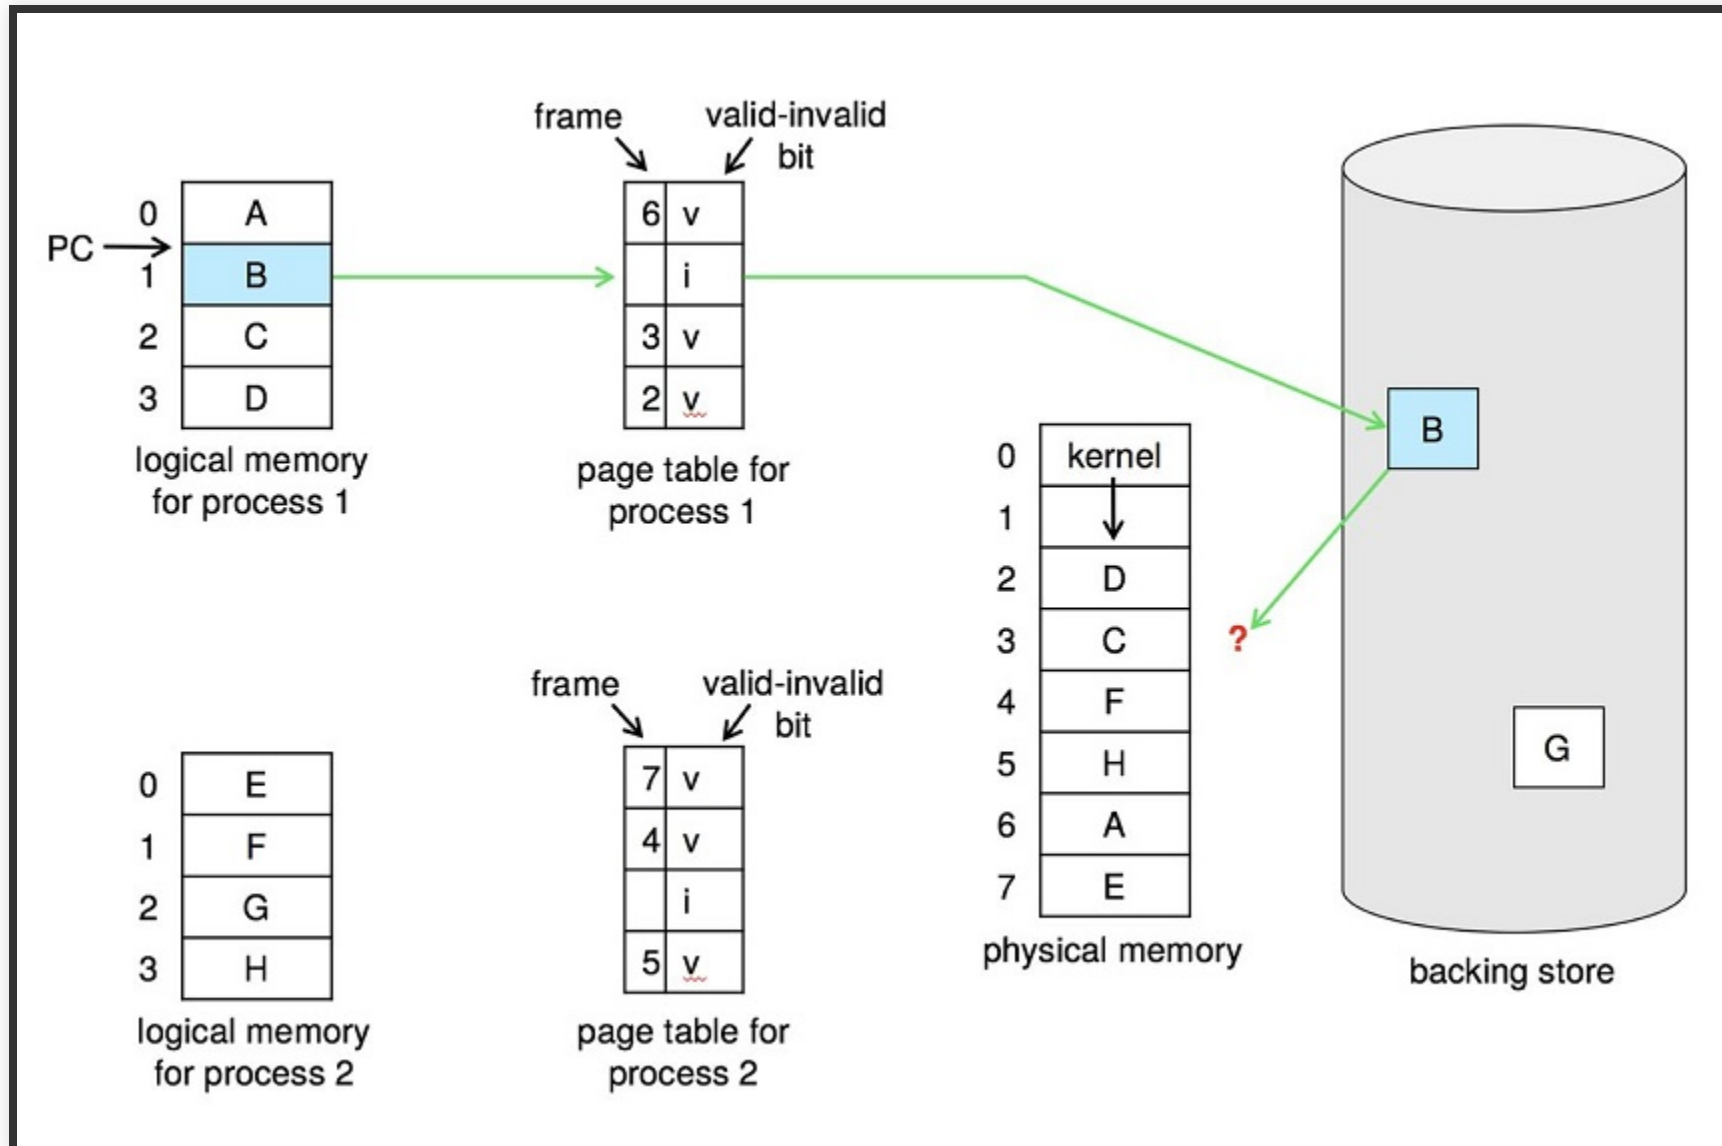 frame
valid-invalid
bit
0 A
PC
1 B
2 C
3 D
logical memory
for process 1
6 v
i
3 v
2 v
page table for
process 1
0 kernel
1
2 D
3 C
4 F
5 H
6 A
7 E
physical memory
?
B
G
backing store
0 E
1 F
2 G
3 H
logical memory
for process 2
frame
valid-invalid
bit
7 v
4 v
i
5 v
page table for
process 2